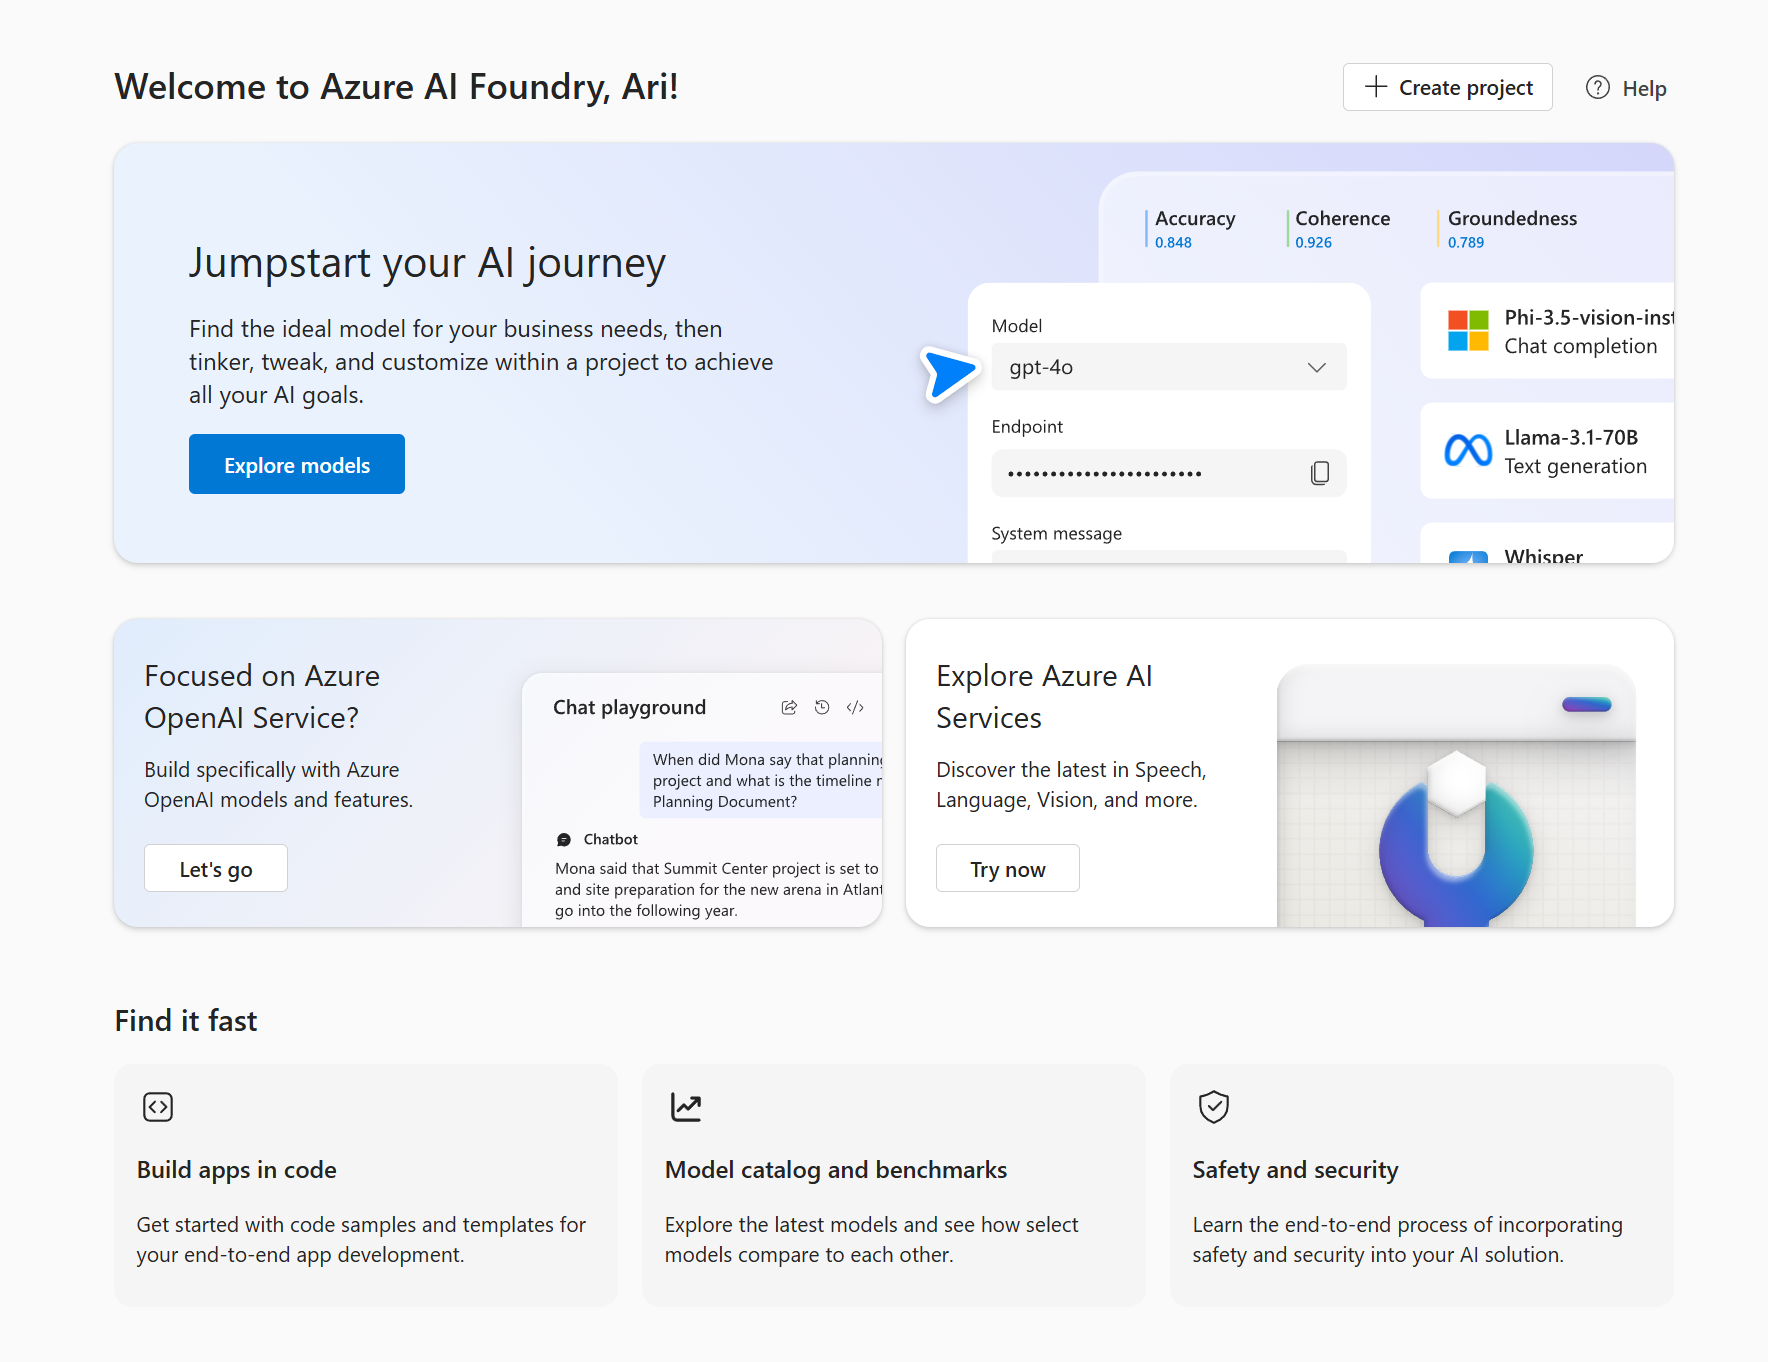 Welcome to Azure AI Foundry, Ari!
Create project
Help
Jumpstart your AI journey
Find the ideal model for your business needs, then
tinker, tweak, and customize within a project to achieve
all your AI goals.
Explore models
Accuracy
0.848
Coherence
0.926
Groundedness
0.789
Model
gpt-4o
Endpoint
System message
Phi-3.5-vision-inst
Chat completion
Llama-3.1-70B
Text generation
Whisper
Focused on Azure
OpenAI Service?
Build specifically with Azure
OpenAI models and features.
Let's go
Chat playground
When did Mona say that planning
project and what is the timeline
Planning Document?
Chatbot
Mona said that Summit Center project is set to
and site preparation for the new arena in Atlant
go into the following year.
Explore Azure AI
Services
Discover the latest in Speech,
Language, Vision, and more.
Try now
Find it fast
Build apps in code
Get started with code samples and templates for
your end-to-end app development.
Model catalog and benchmarks
Explore the latest models and see how select
models compare to each other.
Safety and security
Learn the end-to-end process of incorporating
safety and security into your AI solution.